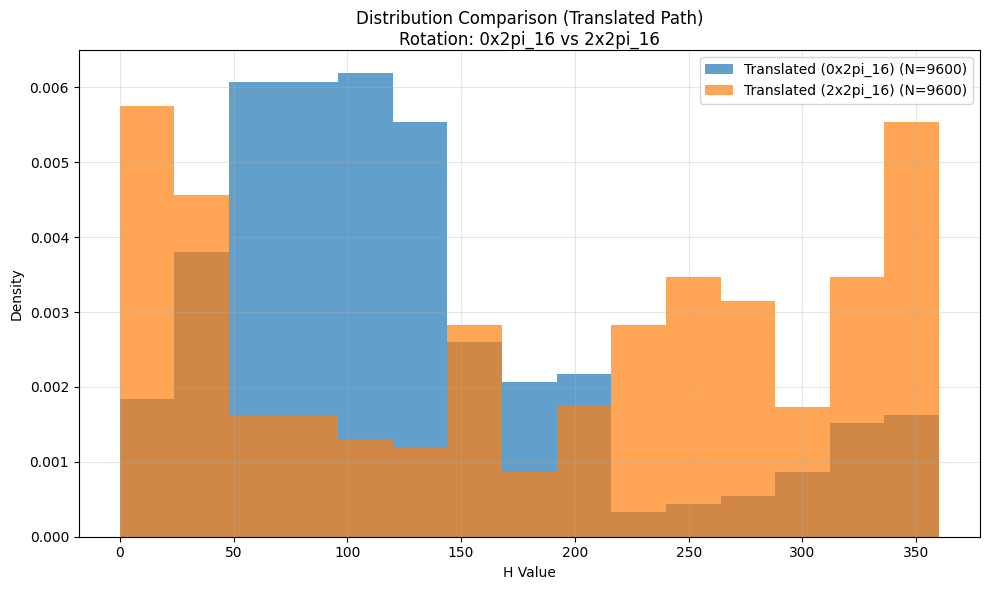 Distribution Comparison (Translated Path)
Rotation: 0x2pi_16 vs 2x2pi_16
Translated (0x2pi_16) (N=9600)
Translated (2x2pi_16) (N=9600)
Density
0.006
0.005
0.004
0.003
0.002
0.001
0.000
0 50 100 150 200 250 300 350
H Value